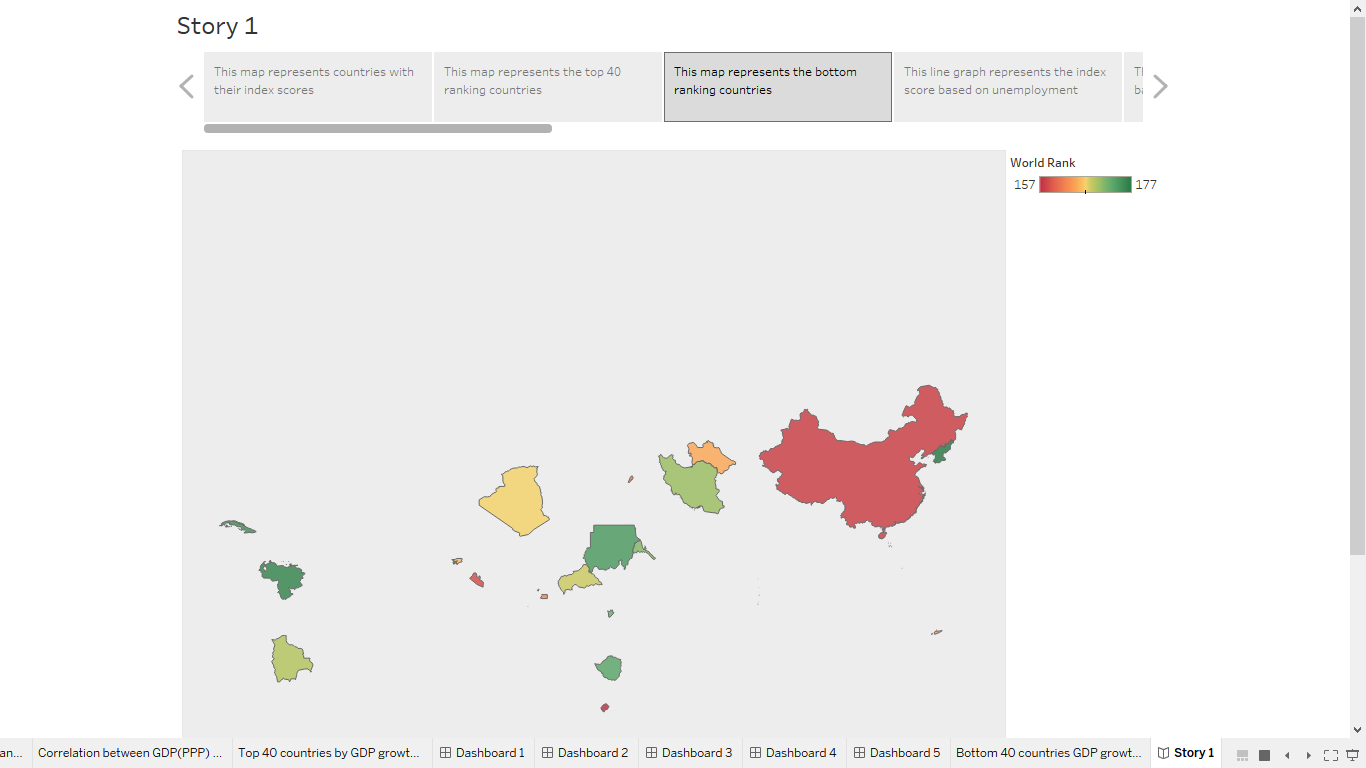 Story 1
This map represents countries with
their index scores
This map represents the top 40
ranking countries
This map represents the bottom
ranking countries
This line graph represents the index
score based on unemployment
World Rank
157 177
an... Correlation between GDP(PPP) ... Top 40 countries by GDP growt... Dashboard 1 Dashboard 2 Dashboard 3 Dashboard 4 Dashboard 5 Bottom 40 countries GDP growt... Story 1